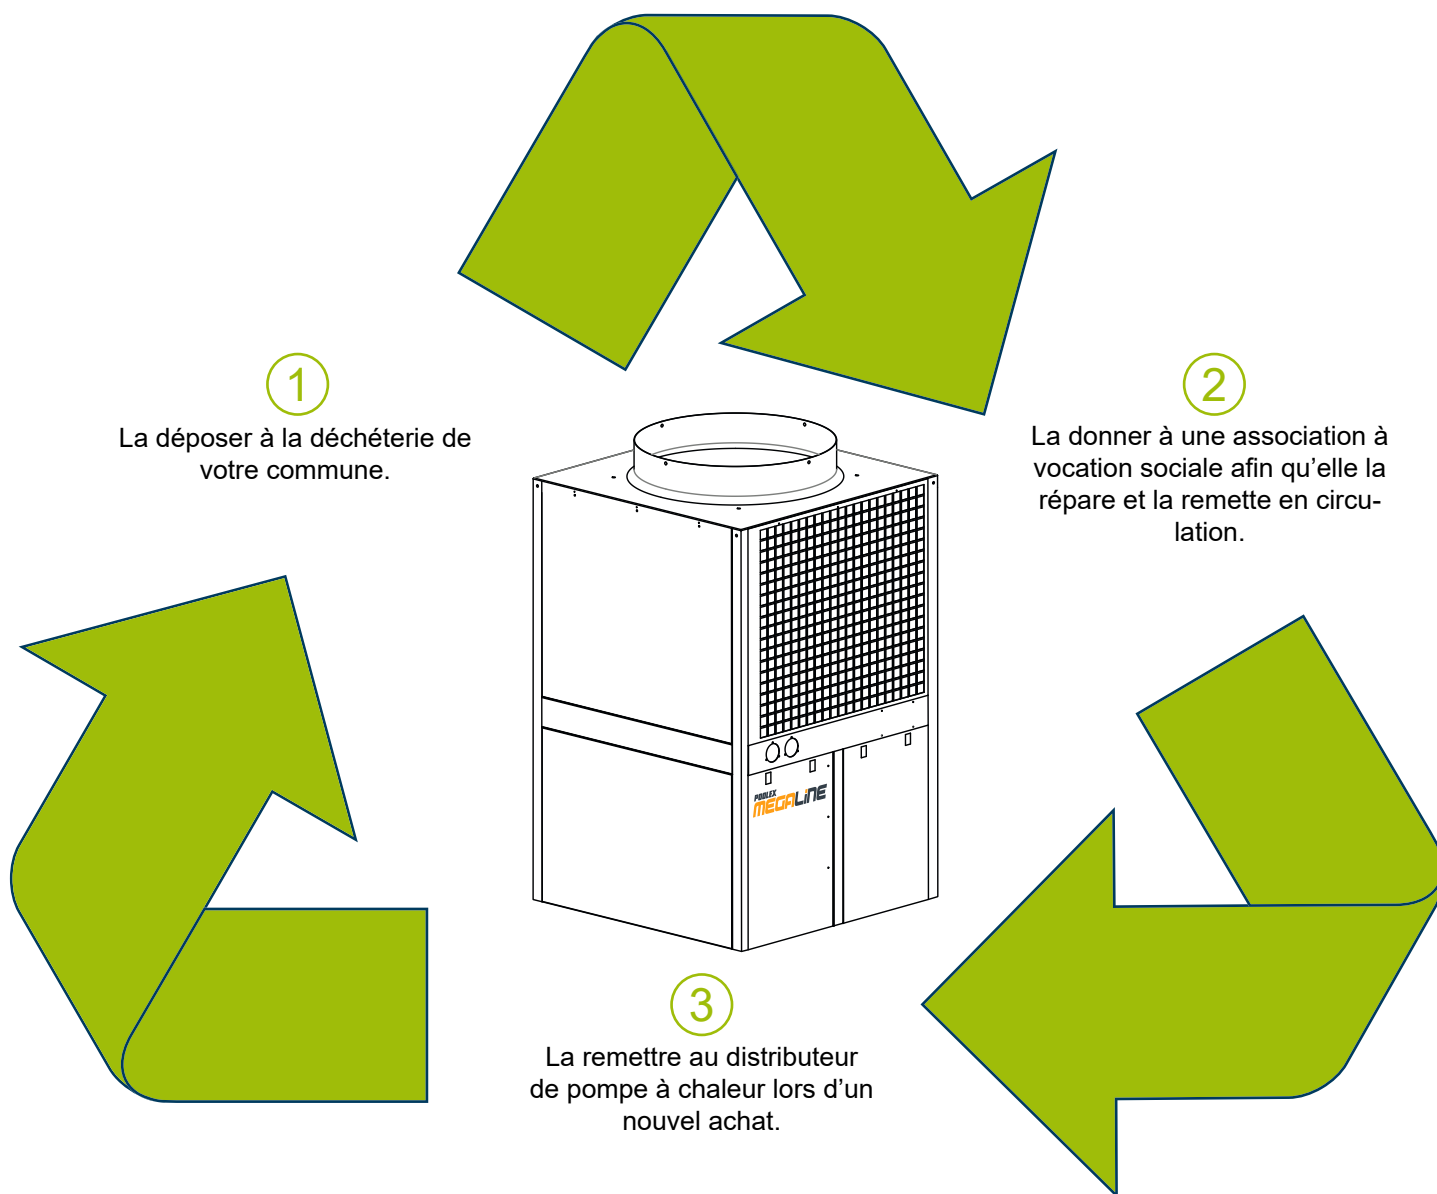 1
La déposer à la déchéterie de
votre commune.
2
La donner à une association à
vocation sociale afin qu’elle la
répare et la remette en circu-
lation.
POOLEX
MEGALINE
3
La remettre au distributeur
de pompe à chaleur lors d’un
nouvel achat.